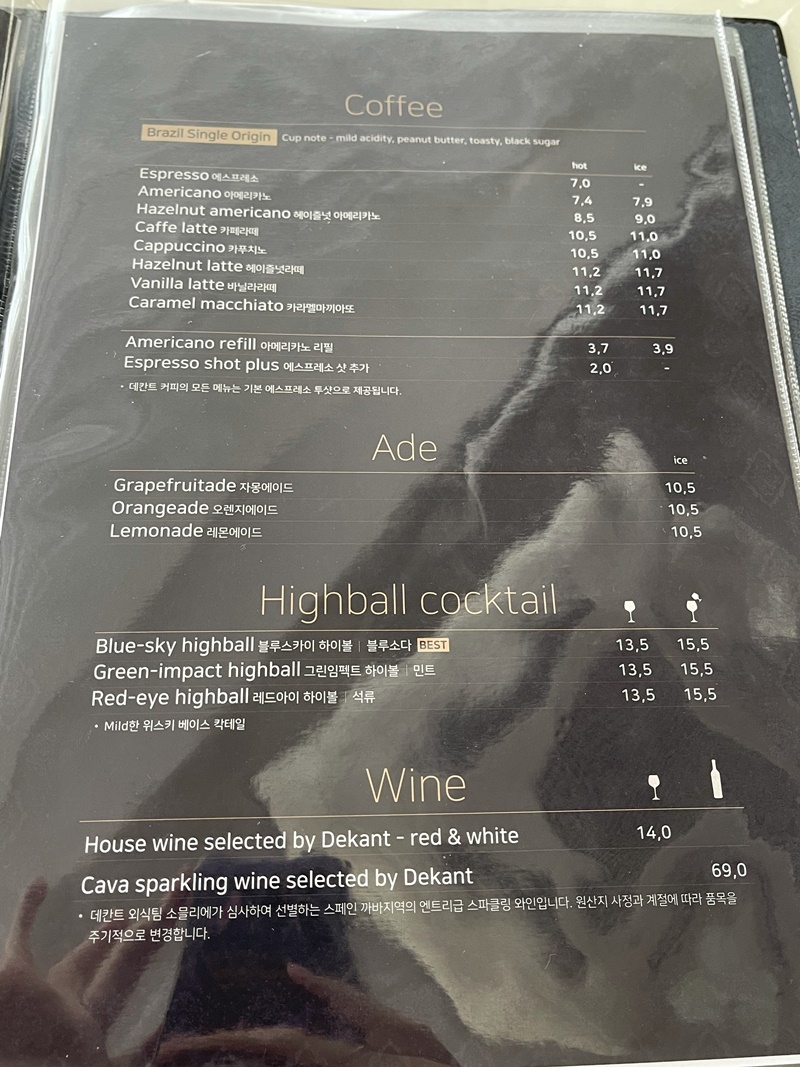 Coffee
Brazil Single Origin Cup note - mild acidity, peanut butter, toasty, black sugar
hot ice
Espresso 에스프레소 7,0 -
Americano 아메리카노 7,4 7,9
Hazelnut americano 헤이즐넛 아메리카노 8,5 9,0
Caffe latte 카페라떼 10,5 11,0
Cappuccino 카푸치노 10,5 11,0
Hazelnut latte 헤이즐넛라떼 11,2 11,7
Vanilla latte 바닐라라떼 11,2 11,7
Caramel macchiato 카라멜마끼아또 11,2 11,7
Americano refill 아메리카노 리필 3,7 3,9
Espresso shot plus 에스프레소 샷 추가 2,0 -
• 데칸트 커피의 모든 메뉴는 기본 에스프레소 투샷으로 제공됩니다.
Ade
ice
Grapefruitade 자몽에이드 10,5
Orangeade 오렌지에이드 10,5
Lemonade 레몬에이드 10,5
Highball cocktail
Blue-sky highball 블루스카이 하이볼 | 블루소다 BEST 13,5 15,5
Green-impact highball 그린임펙트 하이볼 | 민트 13,5 15,5
Red-eye highball 레드아이 하이볼 | 석류 13,5 15,5
• Mild한 위스키 베이스 칵테일
Wine
House wine selected by Dekant - red & white 14,0
Cava sparkling wine selected by Dekant 69,0
• 데칸트 외식팀 소믈리에가 심사하여 선별하는 스페인 까바지역의 엔트리급 스파클링 와인입니다. 원산지 사정과 계절에 따라 품목을
주기적으로 변경합니다.